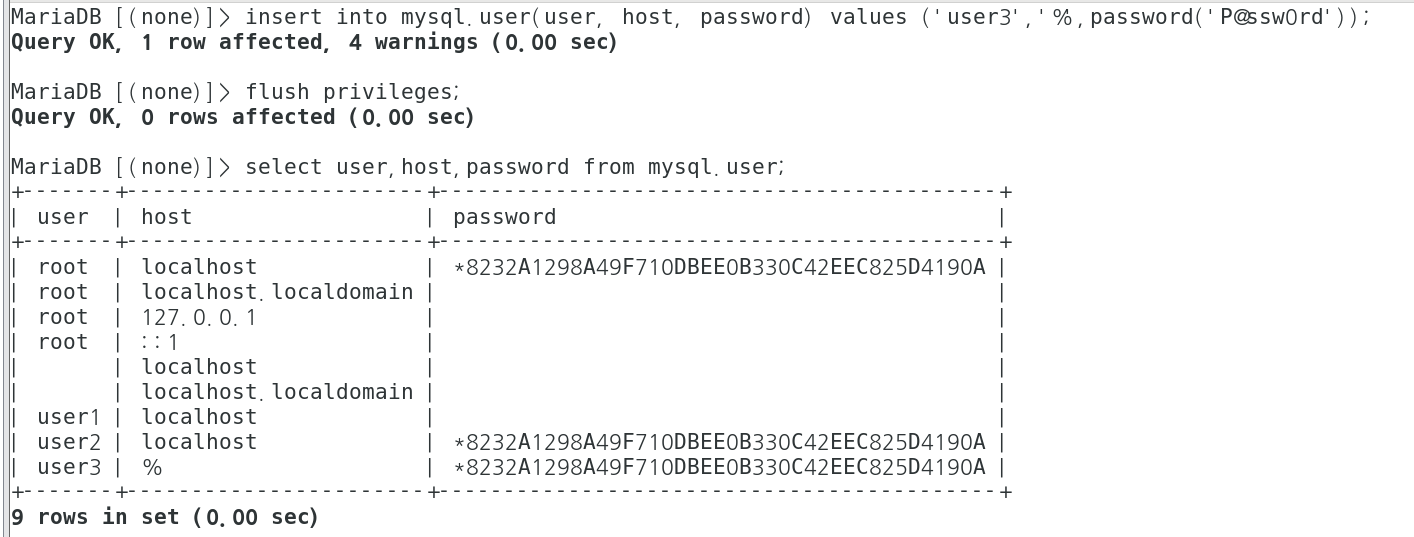 MariaDB [(none)]> insert into mysql.user(user, host, password) values ('user3','%,password('P@ssw0rd'));
Query OK, 1 row affected, 4 warnings (0.00 sec)
MariaDB [(none)]> flush privileges;
Query OK, 0 rows affected (0.00 sec)
MariaDB [(none)]> select user,host,password from mysql.user;
+-------+-----------------------+-------------------------------------------+
| user | host | password |
+-------+-----------------------+-------------------------------------------+
| root | localhost | *8232A1298A49F710DBEE0B330C42EEC825D4190A |
| root | localhost.localdomain | |
| root | 127.0.0.1 | |
| root | ::1 | |
| | localhost | |
| | localhost.localdomain | |
| user1 | localhost | |
| user2 | localhost | *8232A1298A49F710DBEE0B330C42EEC825D4190A |
| user3 | % | *8232A1298A49F710DBEE0B330C42EEC825D4190A |
+-------+-----------------------+-------------------------------------------+
9 rows in set (0.00 sec)